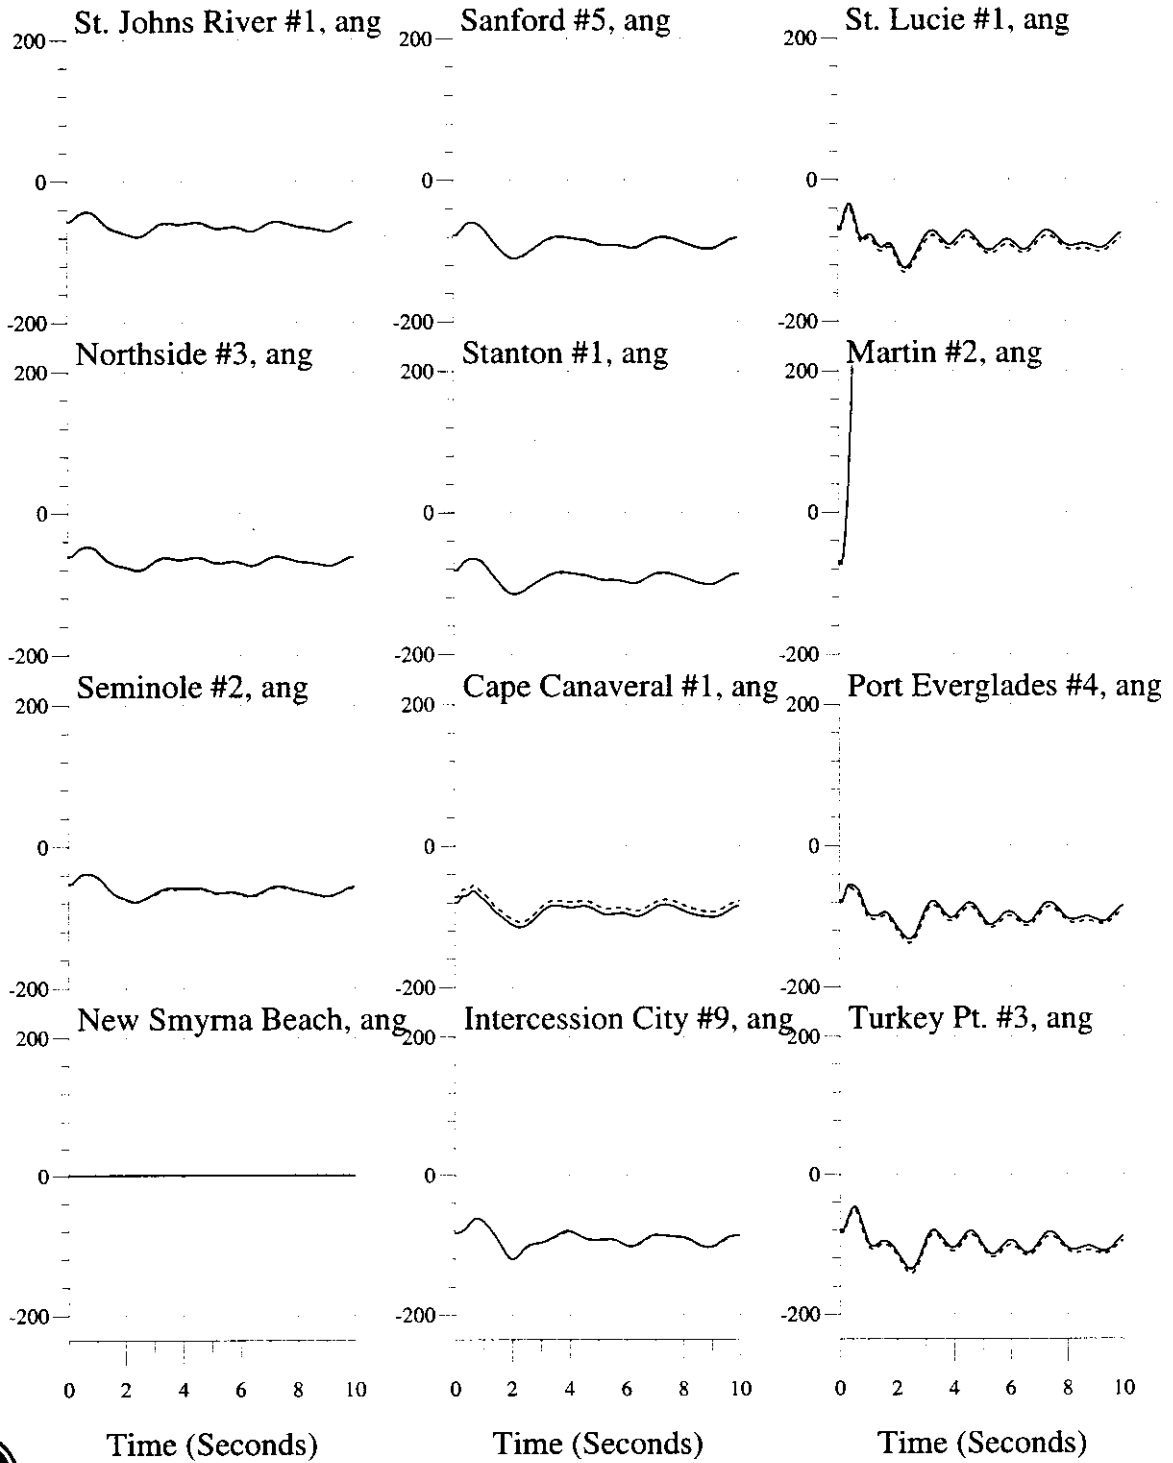 St. Johns River #1, ang
200
0
-200
Sanford #5, ang
200
0
-200
St. Lucie #1, ang
200
0
-200
Northside #3, ang
200
0
-200
Stanton #1, ang
200
0
-200
Martin #2, ang
200
0
-200
Seminole #2, ang
200
0
-200
Cape Canaveral #1, ang
200
0
-200
Port Everglades #4, ang
200
0
-200
New Smyrna Beach, ang
200
0
-200
0 2 4 6 8 10
Time (Seconds)
Intercession City #9, ang
200
0
-200
0 2 4 6 8 10
Time (Seconds)
Turkey Pt. #3, ang
200
0
-200
0 2 4 6 8 10
Time (Seconds)